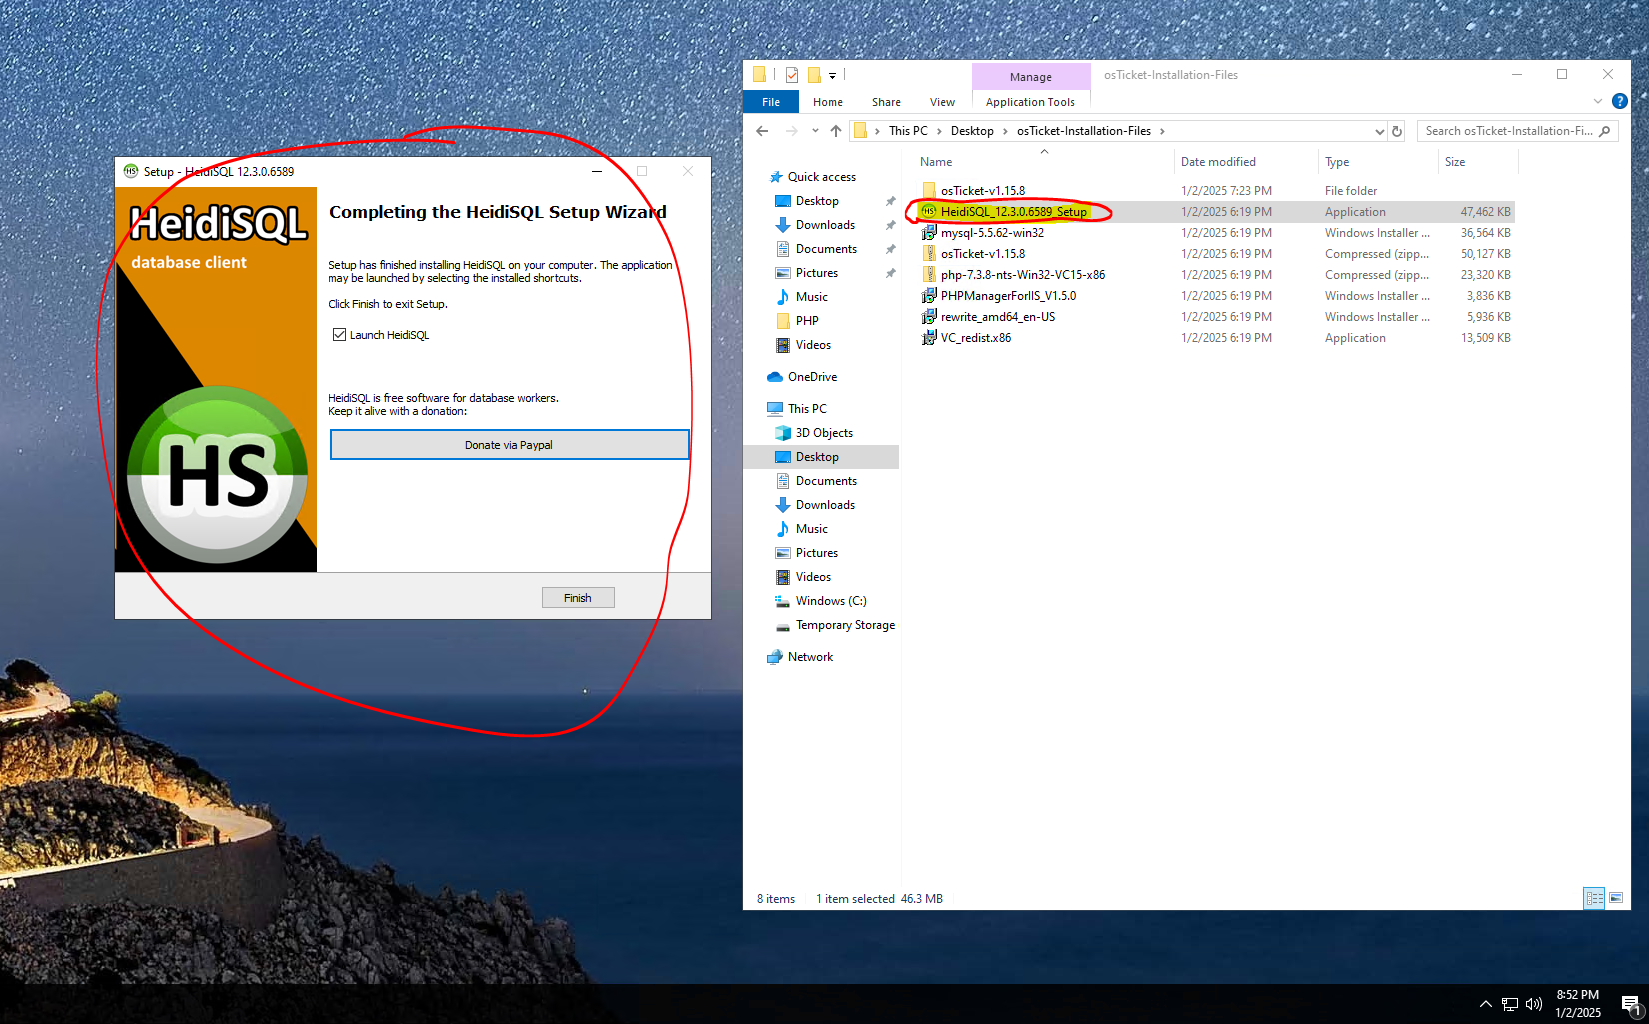 Setup - HeidiSQL 12.3.0.6589
HeidiSQL
database client
HS
Completing the HeidiSQL Setup Wizard
Setup has finished installing HeidiSQL on your computer. The application
may be launched by selecting the installed shortcuts.
Click Finish to exit Setup.
Launch HeidiSQL
HeidiSQL is free software for database workers.
Keep it alive with a donation:
Donate via Paypal
Finish
Manage
osTicket-Installation-Files
File Home Share View Application Tools
This PC > Desktop > osTicket-Installation-Files >
Search osTicket-Installation-Fi...
Quick access
Desktop
Downloads
Documents
Pictures
Music
PHP
Videos
OneDrive
This PC
3D Objects
Desktop
Documents
Downloads
Music
Pictures
Videos
Windows (C:)
Temporary Storage
Network
Name Date modified Type Size
osTicket-v1.15.8 1/2/2025 7:23 PM File folder
HeidiSQL_12.3.0.6589_Setup 1/2/2025 6:19 PM Application 47,462 KB
mysql-5.5.62-win32 1/2/2025 6:19 PM Windows Installer ... 36,564 KB
osTicket-v1.15.8 1/2/2025 6:19 PM Compressed (zipp... 50,127 KB
php-7.3.8-nts-Win32-VC15-x86 1/2/2025 6:19 PM Compressed (zipp... 23,320 KB
PHPManagerForIIS_V1.5.0 1/2/2025 6:19 PM Windows Installer ... 3,836 KB
rewrite_amd64_en-US 1/2/2025 6:19 PM Windows Installer ... 5,936 KB
VC_redist.x86 1/2/2025 6:19 PM Application 13,509 KB
8 items 1 item selected 46.3 MB
8:52 PM
1/2/2025
1